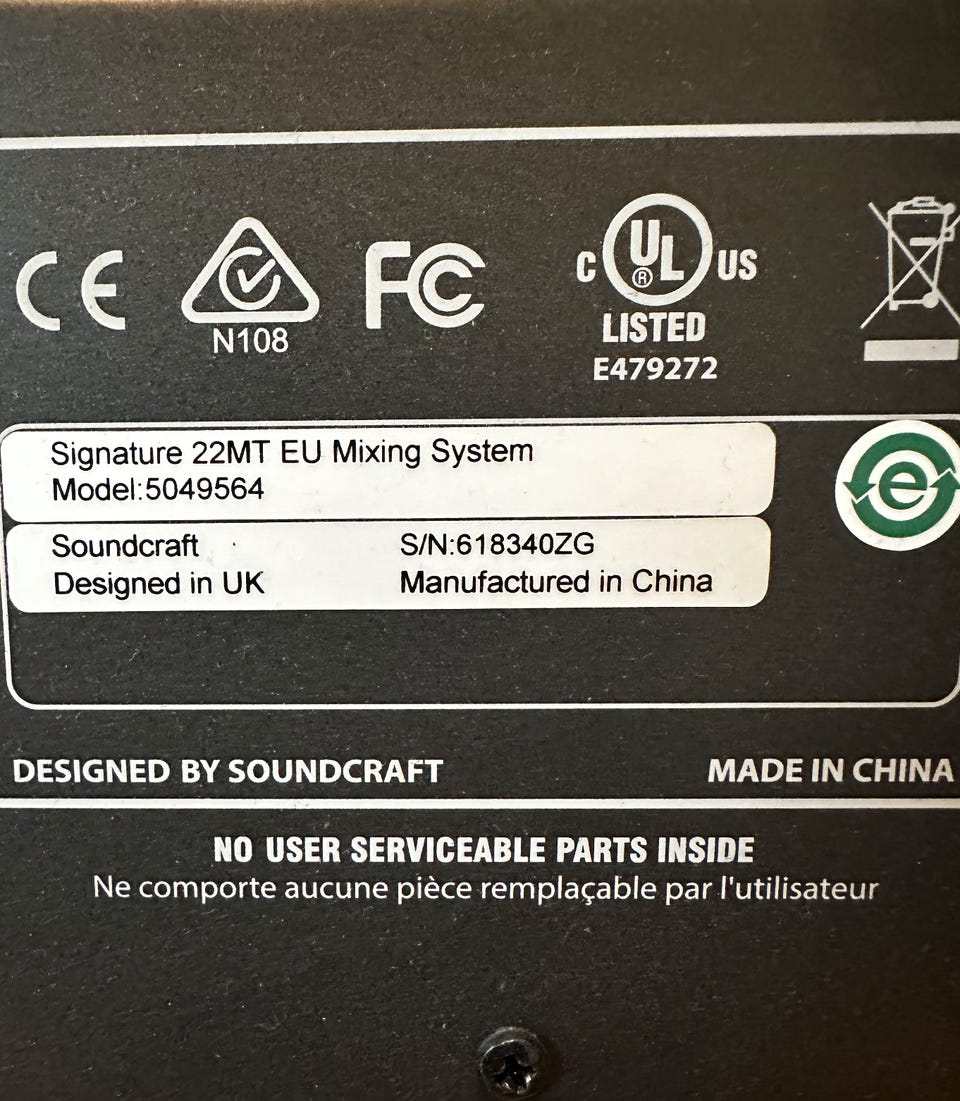 CE
N108
FC
C UL® US
LISTED
E479272
Signature 22MT EU Mixing System
Model:5049564
e
Soundcraft S/N:618340ZG
Designed in UK Manufactured in China
DESIGNED BY SOUNDCRAFT MADE IN CHINA
NO USER SERVICEABLE PARTS INSIDE
Ne comporte aucune pièce remplaçable par l'utilisateur